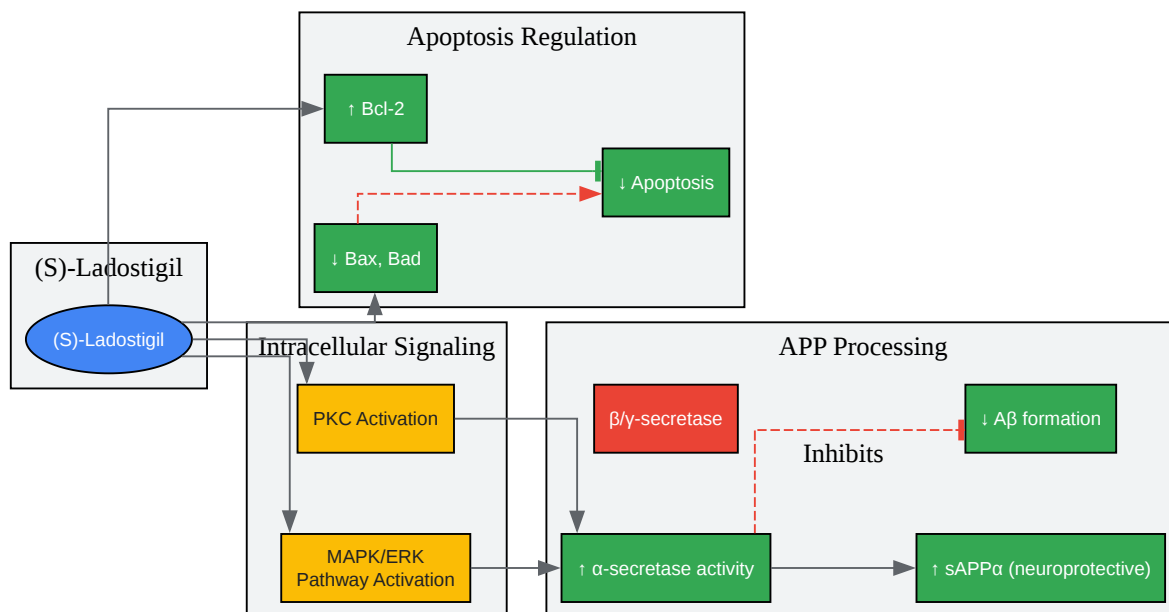 Apoptosis Regulation
↑ Bcl-2
↓ Apoptosis
↓ Bax, Bad
(S)-Ladostigil
(S)-Ladostigil
Intracellular Signaling
PKC Activation
MAPK/ERK
Pathway Activation
APP Processing
β/γ-secretase
↓ Aβ formation
Inhibits
↑ α-secretase activity
↑ sAPPα (neuroprotective)